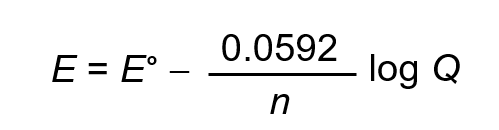 E = E° – 0.0592/n log Q